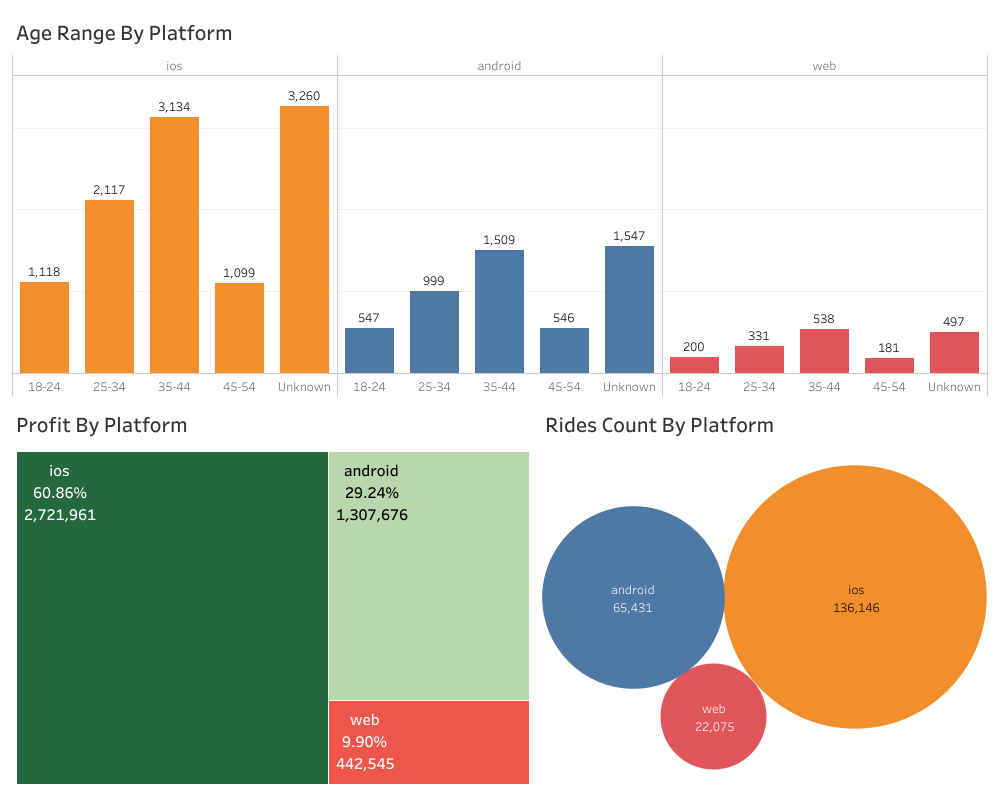 Age Range By Platform
ios android web
3,260
3,134
2,117
1,118
1,099
1,547
1,509
999
547
546
538
497
331
200
181
18-24 25-34 35-44 45-54 Unknown 18-24 25-34 35-44 45-54 Unknown 18-24 25-34 35-44 45-54 Unknown
Profit By Platform
ios
60.86%
2,721,961
android
29.24%
1,307,676
web
9.90%
442,545
Rides Count By Platform
android
65,431
ios
136,146
web
22,075